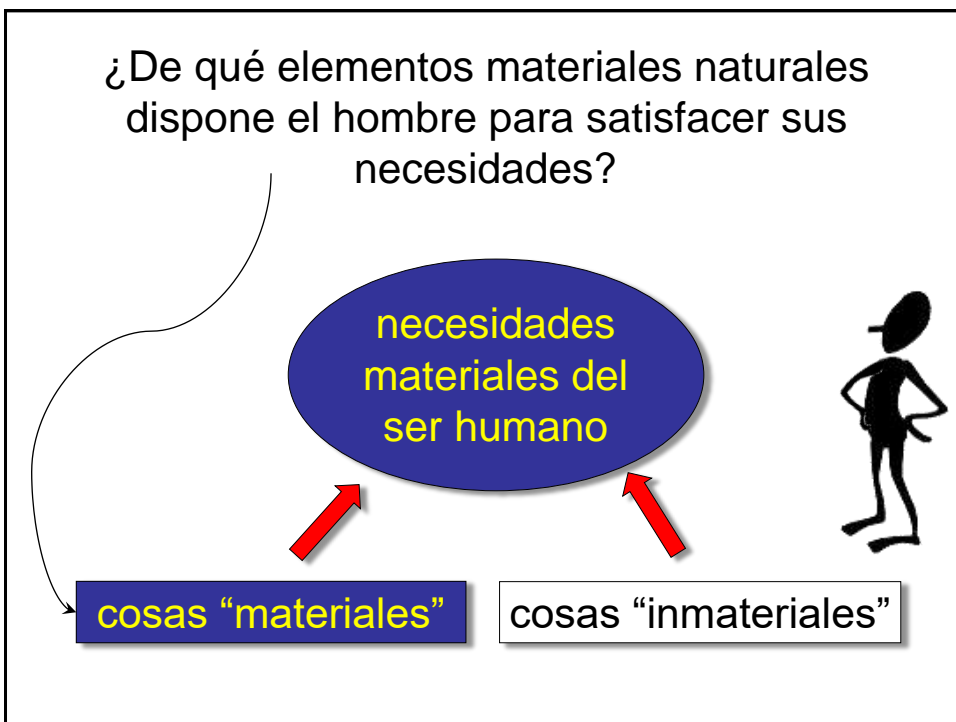 ¿De qué elementos materiales naturales
dispone el hombre para satisfacer sus
necesidades?
necesidades
materiales del
ser humano
cosas “materiales”
cosas “inmateriales”